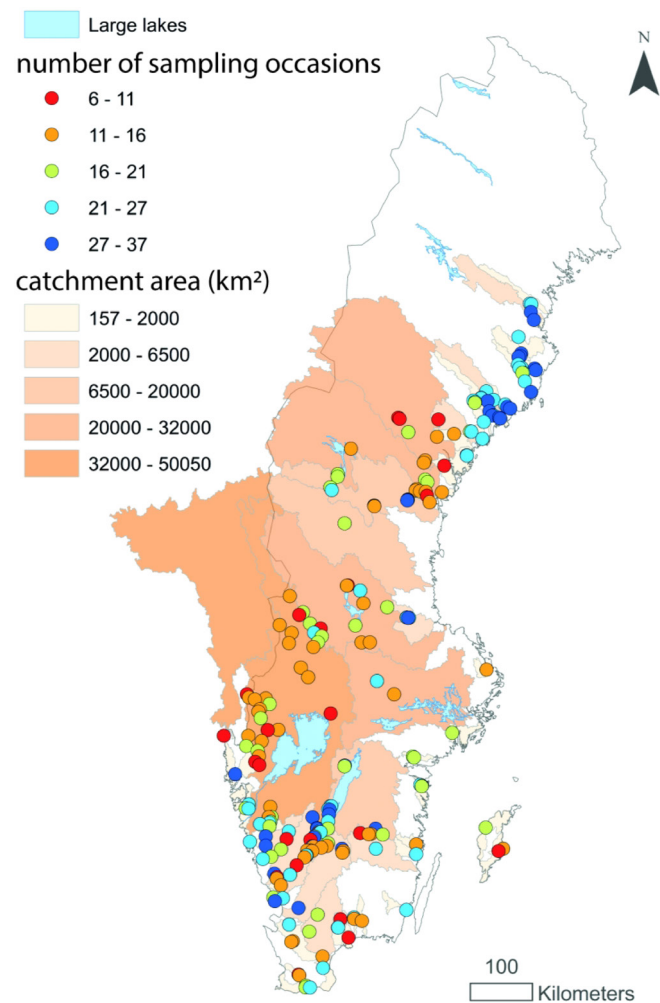 Large lakes
number of sampling occasions
6 - 11
11 - 16
16 - 21
21 - 27
27 - 37
catchment area (km²)
157 - 2000
2000 - 6500
6500 - 20000
20000 - 32000
32000 - 50050
N
100
Kilometers